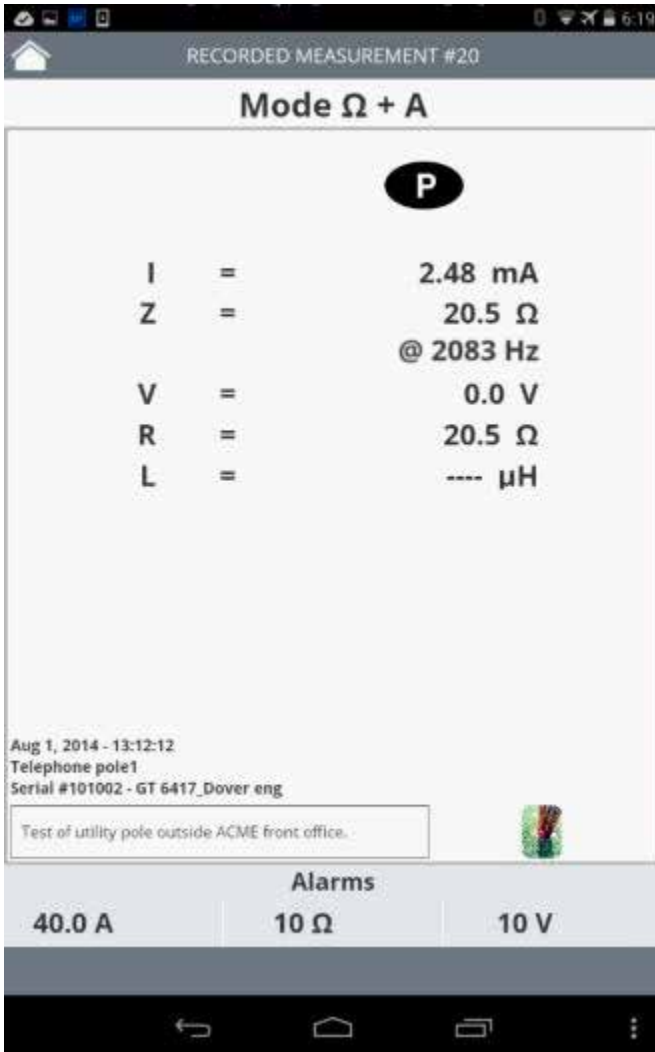 6:19
RECORDED MEASUREMENT #20
Mode Ω + A
P
I = 2.48 mA
Z = 20.5 Ω
@ 2083 Hz
V = 0.0 V
R = 20.5 Ω
L = ---- µH
Aug 1, 2014 - 13:12:12
Telephone pole1
Serial #101002 - GT 6417_Dover eng
Test of utility pole outside ACME front office.
Alarms
40.0 A 10 Ω 10 V